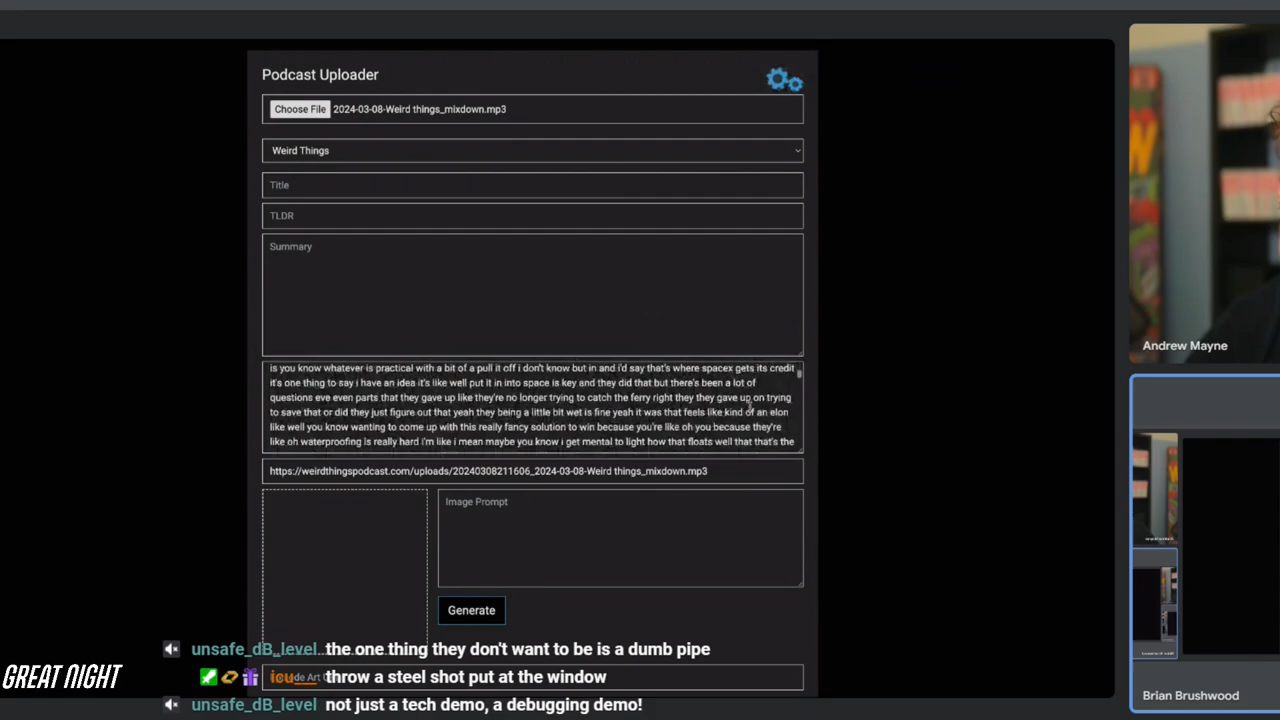 Podcast Uploader
Choose File 2024-03-08-Weird things_mixdown.mp3
Weird Things
Title
TLDR
Summary
is you know whatever is practical with a bit of a pull it off i don't know but in and i'd say that's where spacex gets its credit
it's one thing to say i have an idea it's like well put it in into space is key and they did that but there's been a lot of
questions eve even parts that they gave up like they're no longer trying to catch the ferry right they they gave up on trying
to save that or did they just figure out that yeah they being a little bit wet is fine yeah it was that feels like kind of an elon
like well you know wanting to come up with this really fancy solution to win because you're like oh you because they're
like oh waterproofing is really hard i'm like i mean maybe you know i get mental to light how that floats well that that's the
https://weirdthingspodcast.com/uploads/20240308211606_2024-03-08-Weird things_mixdown.mp3
Image Prompt
Generate
unsafe_dB_level the one thing they don't want to be is a dumb pipe
icu__ throw a steel shot put at the window
unsafe_dB_level not just a tech demo, a debugging demo!
GREAT NIGHT
Andrew Mayne
Brian Brushwood